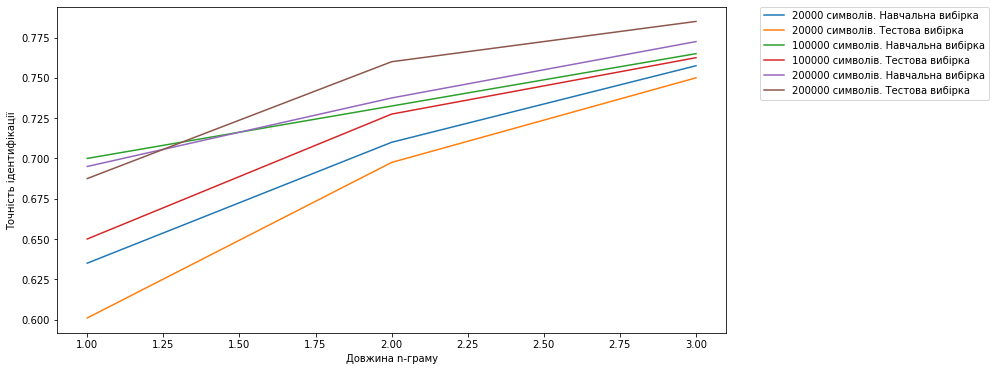 20000 символів. Навчальна вибірка
20000 символів. Тестова вибірка
100000 символів. Навчальна вибірка
100000 символів. Тестова вибірка
200000 символів. Навчальна вибірка
200000 символів. Тестова вибірка
Точність ідентифікації
0.775
0.750
0.725
0.700
0.675
0.650
0.625
0.600
1.00 1.25 1.50 1.75 2.00 2.25 2.50 2.75 3.00
Довжина n-граму